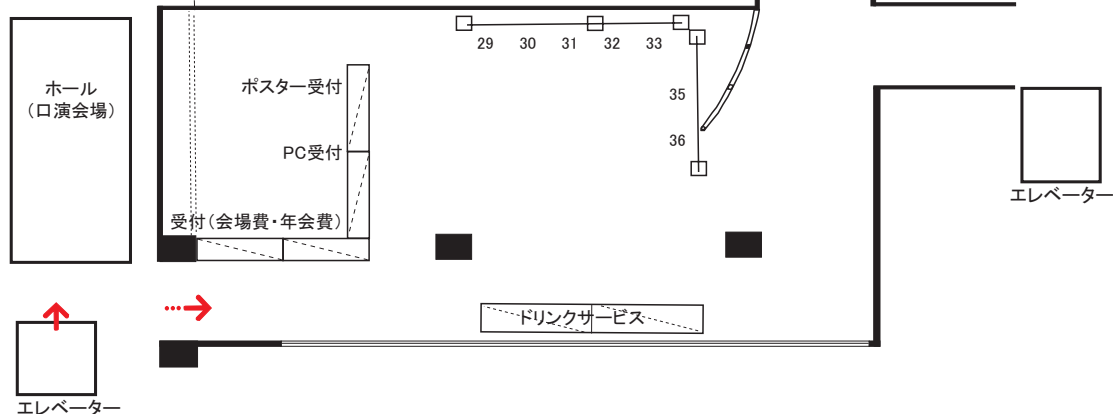 ホール
（口演会場）
29 30 31 32 33
ポスター受付
35
PC受付
36
エレベーター
受付（会場費・年会費）
ドリンクサービス
エレベーター